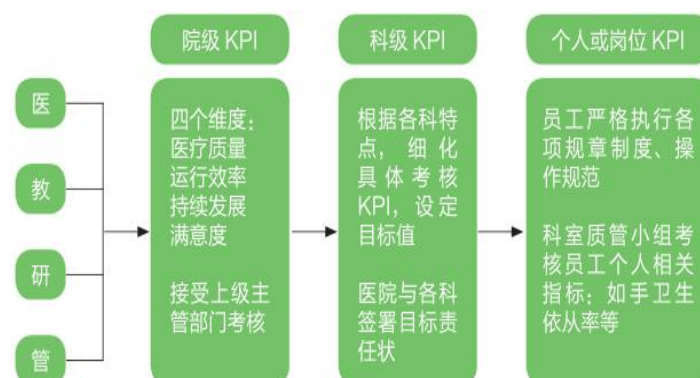 院级 KPI
科级 KPI
个人或岗位 KPI
医
教
研
管
四个维度：
医疗质量
运行效率
持续发展
满意度
接受上级主
管部门考核
根据各科特
点，细化
具体考核
KPI，设定
目标值
医院与各科
签署目标责
任状
员工严格执行各
项规章制度、操
作规范
科室质管小组考
核员工个人相关
指标：如手卫生
依从率等